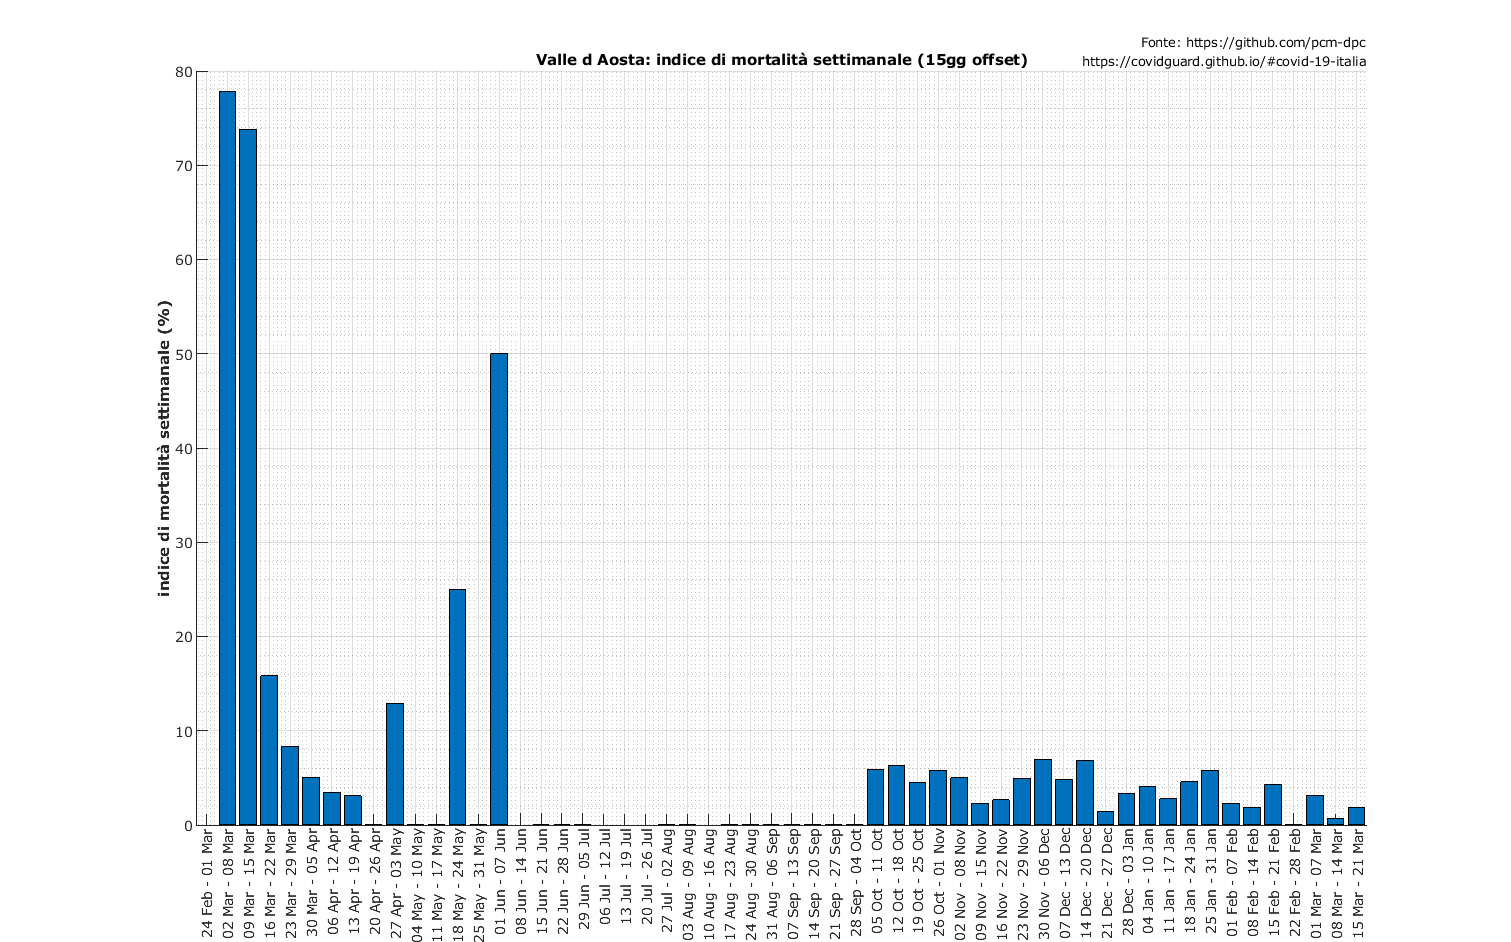 Fonte: https://github.com/pcm-dpc
Valle d Aosta: indice di mortalità settimanale (15gg offset)
https://covidguard.github.io/#covid-19-italia
indice di mortalità settimanale (%)
80
70
60
50
40
30
20
10
0
24 Feb - 01 Mar
02 Mar - 08 Mar
09 Mar - 15 Mar
16 Mar - 22 Mar
23 Mar - 29 Mar
30 Mar - 05 Apr
06 Apr - 12 Apr
13 Apr - 19 Apr
20 Apr - 26 Apr
27 Apr - 03 May
04 May - 10 May
11 May - 17 May
18 May - 24 May
25 May - 31 May
01 Jun - 07 Jun
08 Jun - 14 Jun
15 Jun - 21 Jun
22 Jun - 28 Jun
29 Jun - 05 Jul
06 Jul - 12 Jul
13 Jul - 19 Jul
20 Jul - 26 Jul
27 Jul - 02 Aug
03 Aug - 09 Aug
10 Aug - 16 Aug
17 Aug - 23 Aug
24 Aug - 30 Aug
31 Aug - 06 Sep
07 Sep - 13 Sep
14 Sep - 20 Sep
21 Sep - 27 Sep
28 Sep - 04 Oct
05 Oct - 11 Oct
12 Oct - 18 Oct
19 Oct - 25 Oct
26 Oct - 01 Nov
02 Nov - 08 Nov
09 Nov - 15 Nov
16 Nov - 22 Nov
23 Nov - 29 Nov
30 Nov - 06 Dec
07 Dec - 13 Dec
14 Dec - 20 Dec
21 Dec - 27 Dec
28 Dec - 03 Jan
04 Jan - 10 Jan
11 Jan - 17 Jan
18 Jan - 24 Jan
25 Jan - 31 Jan
01 Feb - 07 Feb
08 Feb - 14 Feb
15 Feb - 21 Feb
22 Feb - 28 Feb
01 Mar - 07 Mar
08 Mar - 14 Mar
15 Mar - 21 Mar